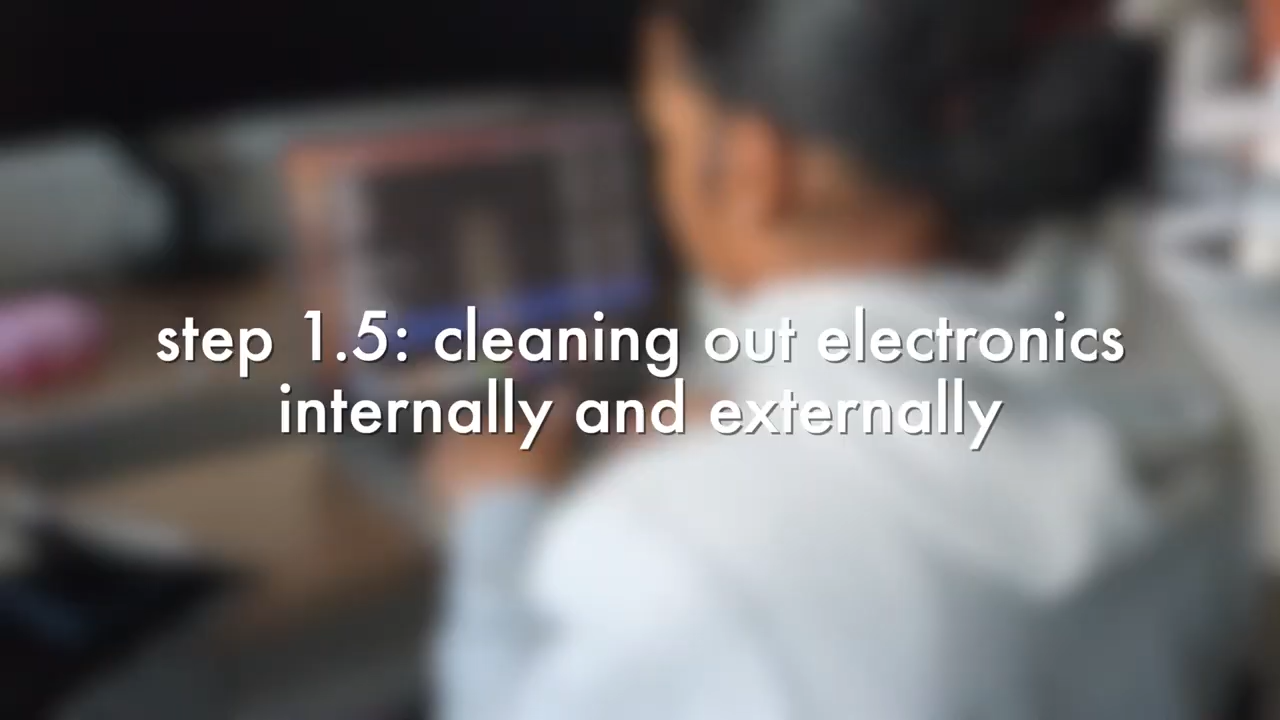 step 1.5: cleaning out electronics
internally and externally